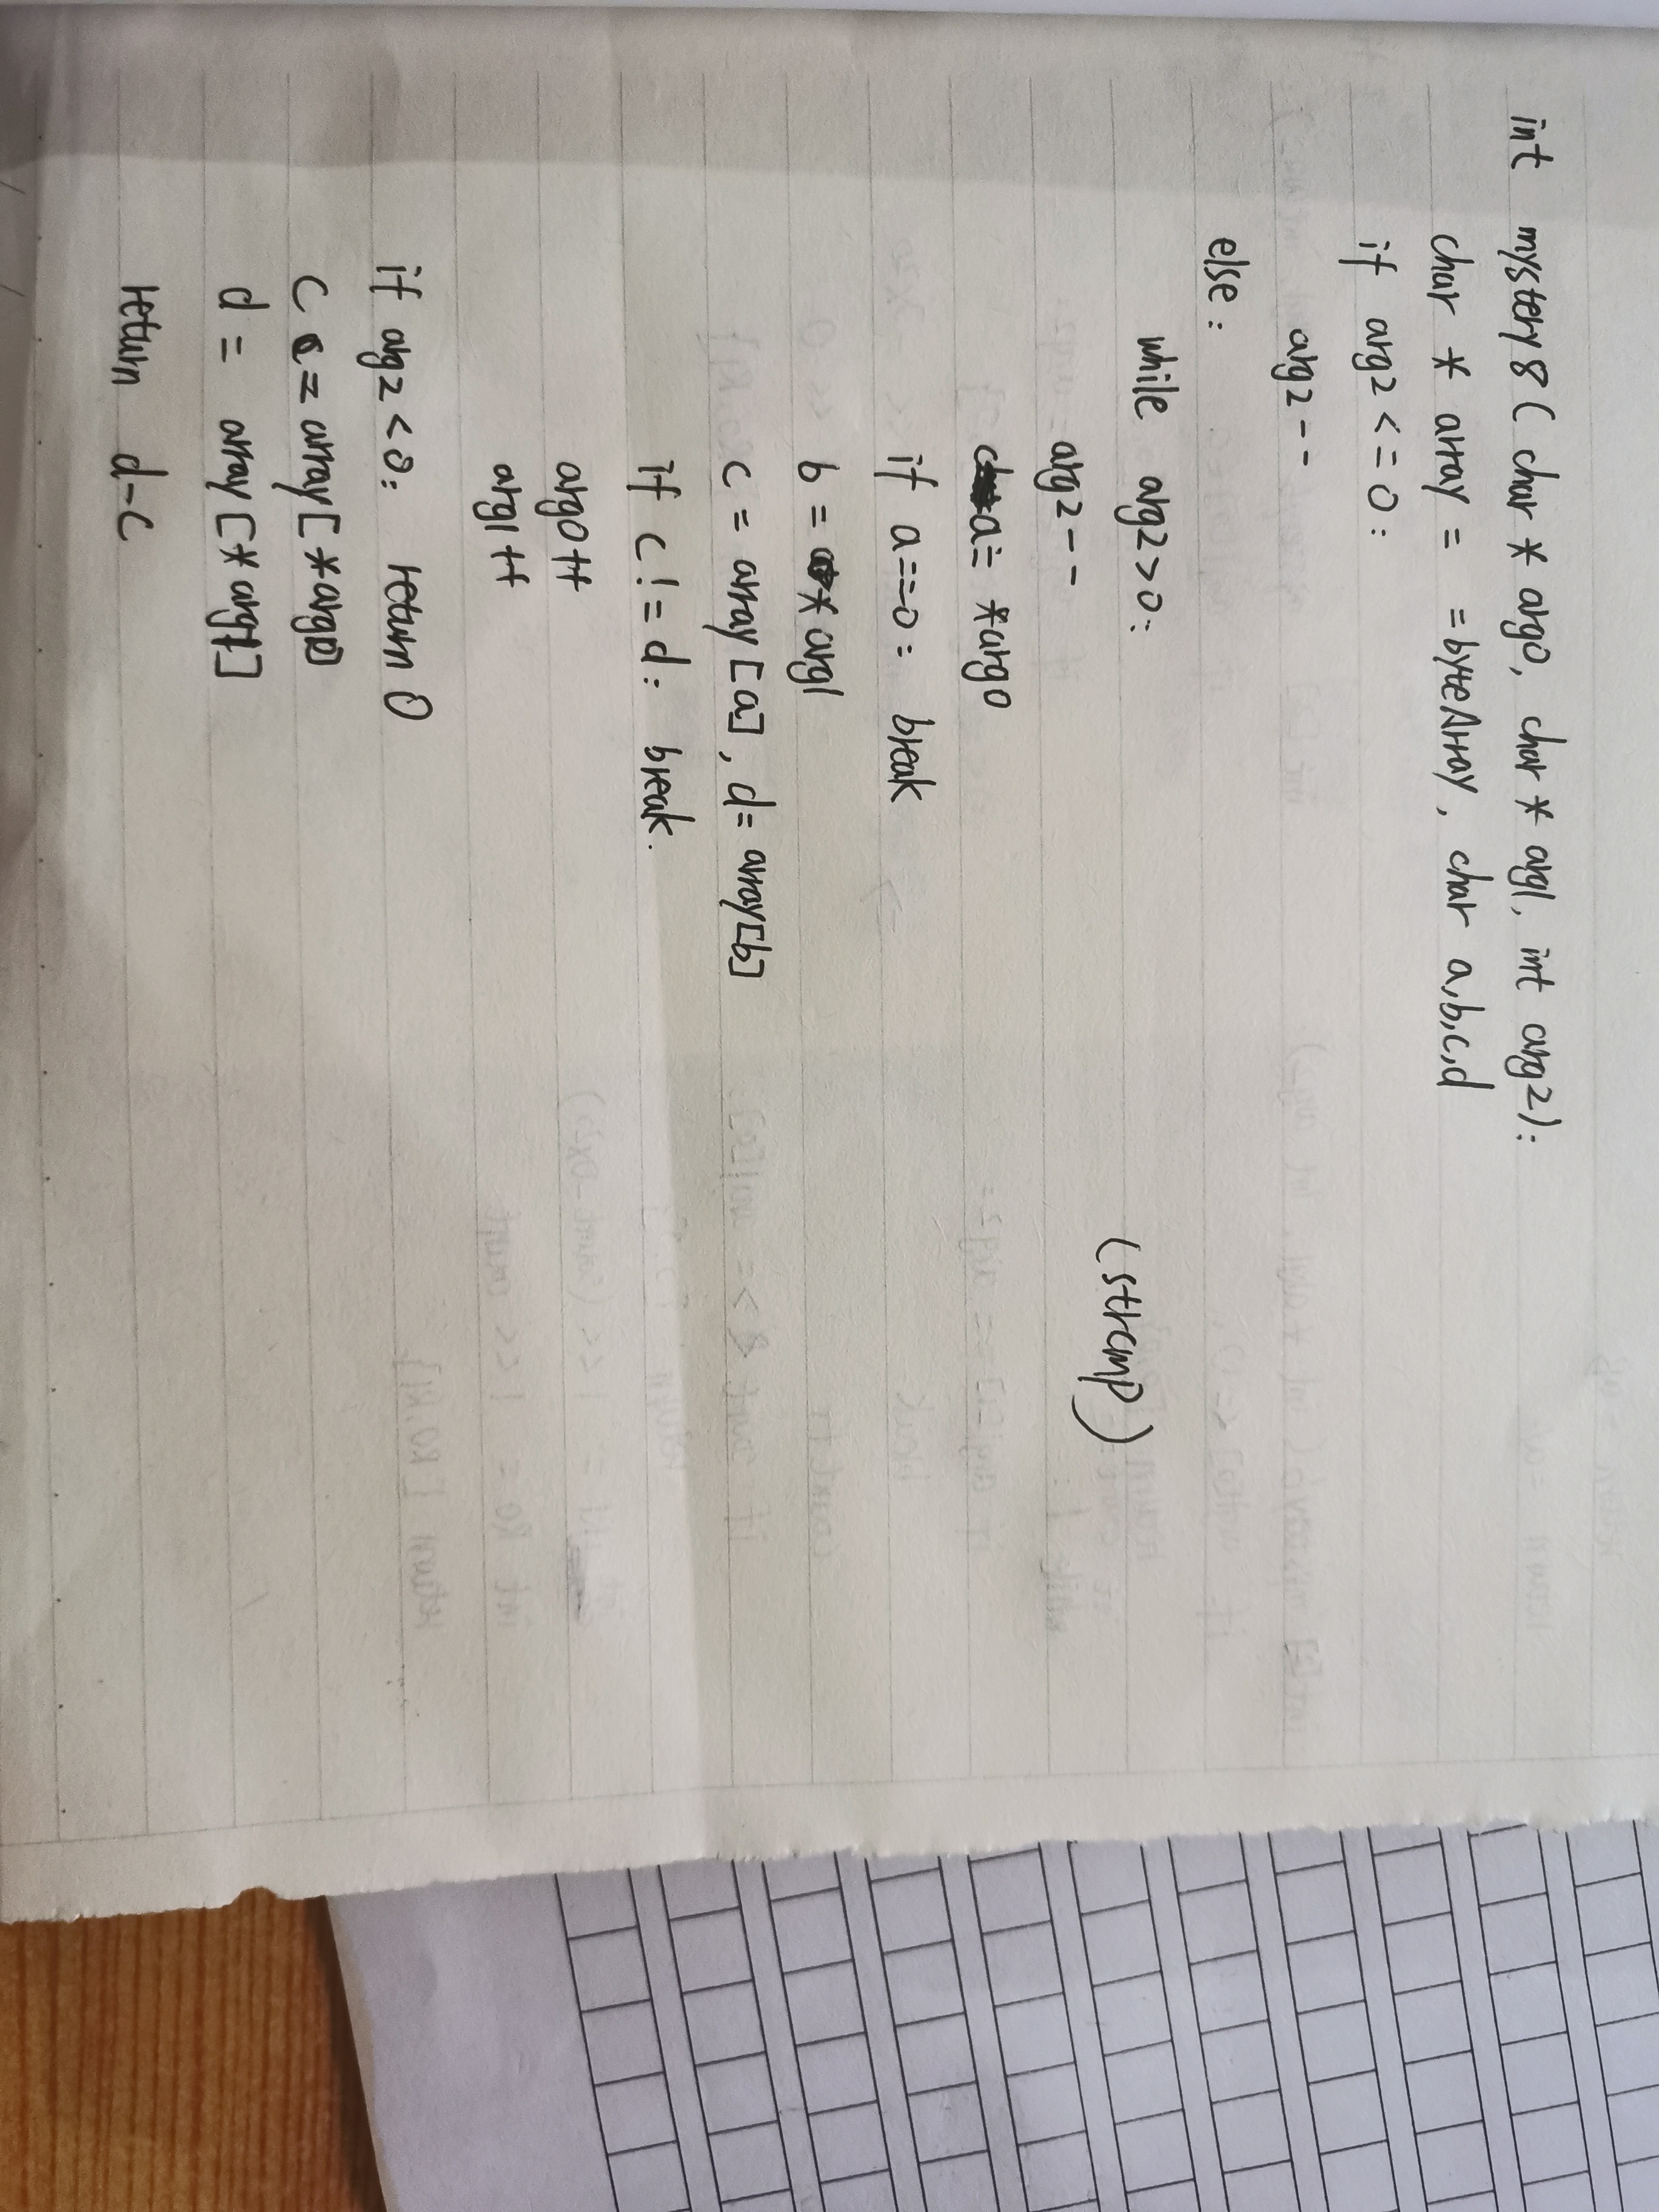 int mystery8 ( char * arg0, char * arg1, int arg2):
char * array = =byteArray, char a,b,c,d
if arg2 <= 0:
arg2--
else:
while arg2>0:
(strcmp)
arg2--
a= *arg0
if a==0: break
b = * arg1
c = array [a], d= array[b]
if c != d: break.
arg0++
arg1++
if arg2<0: return 0
c = array[*arg0]
d = array[*arg1]
return d-c